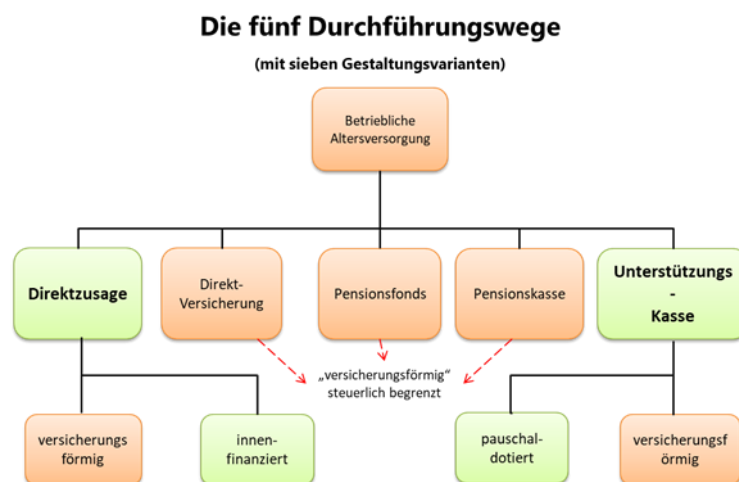 Die fünf Durchführungswege
(mit sieben Gestaltungsvarianten)
Betriebliche
Altersversorgung
Direktzusage
Direkt-
Versicherung
Pensionsfonds
Pensionskasse
Unterstützungs
-
Kasse
„versicherungsförmig“
steuerlich begrenzt
versicherungs
förmig
innen-
finanziert
pauschal-
dotiert
versicherungsf
örmig